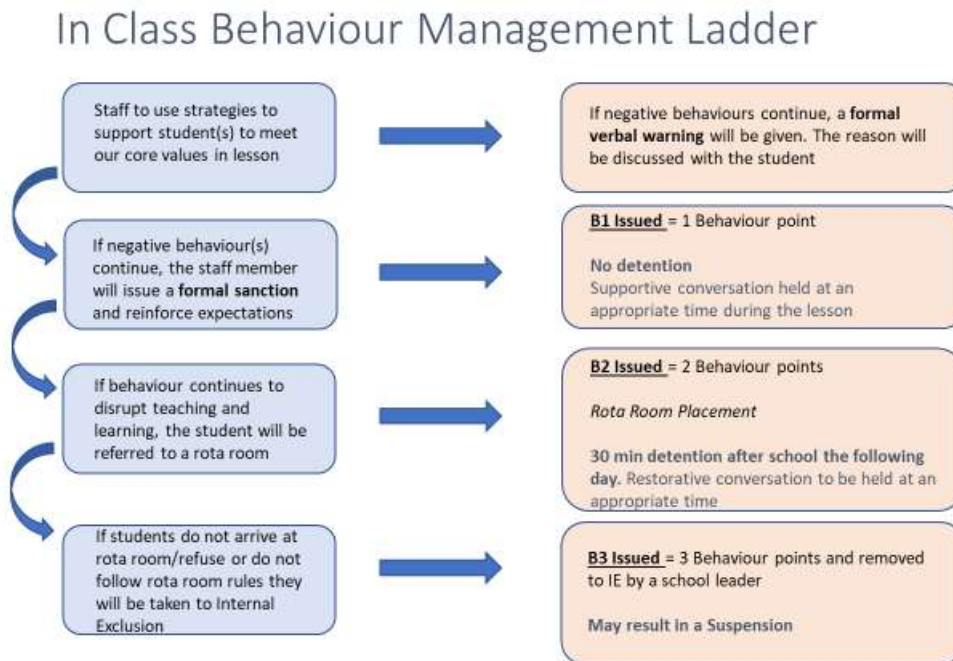 In Class Behaviour Management Ladder
Staff to use strategies to
support student(s) to meet
our core values in lesson
If negative behaviours continue, a formal
verbal warning will be given. The reason will
be discussed with the student
If negative behaviour(s)
continue, the staff member
will issue a formal sanction
and reinforce expectations
B1 Issued = 1 Behaviour point
No detention
Supportive conversation held at an
appropriate time during the lesson
If behaviour continues to
disrupt teaching and
learning, the student will be
referred to a rota room
B2 Issued = 2 Behaviour points
Rota Room Placement
30 min detention after school the following
day. Restorative conversation to be held at an
appropriate time
If students do not arrive at
rota room/refuse or do not
follow rota room rules they
will be taken to Internal
Exclusion
B3 Issued = 3 Behaviour points and removed
to IE by a school leader
May result in a Suspension